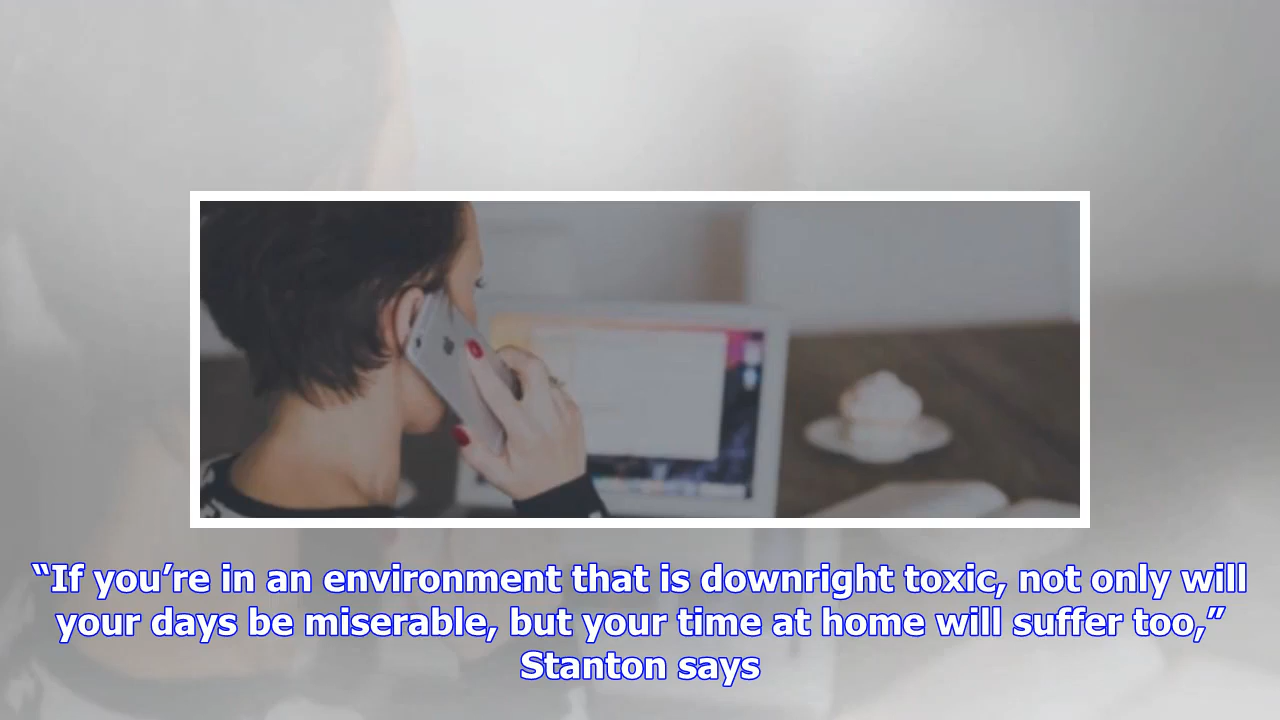 “If you’re in an environment that is downright toxic, not only will
your days be miserable, but your time at home will suffer too,”
Stanton says